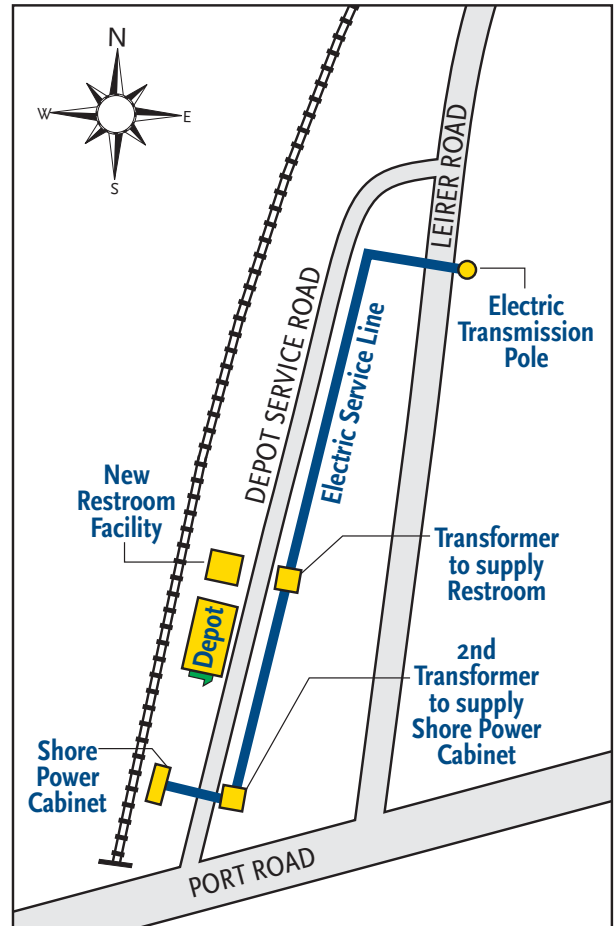 N
W
E
S
LEIRER ROAD
Electric
Transmission
Pole
DEPOT SERVICE ROAD
Electric Service Line
New
Restroom
Facility
Transformer
to supply
Restroom
Depot
2nd
Transformer
to supply
Shore Power
Cabinet
Shore
Power
Cabinet
PORT ROAD